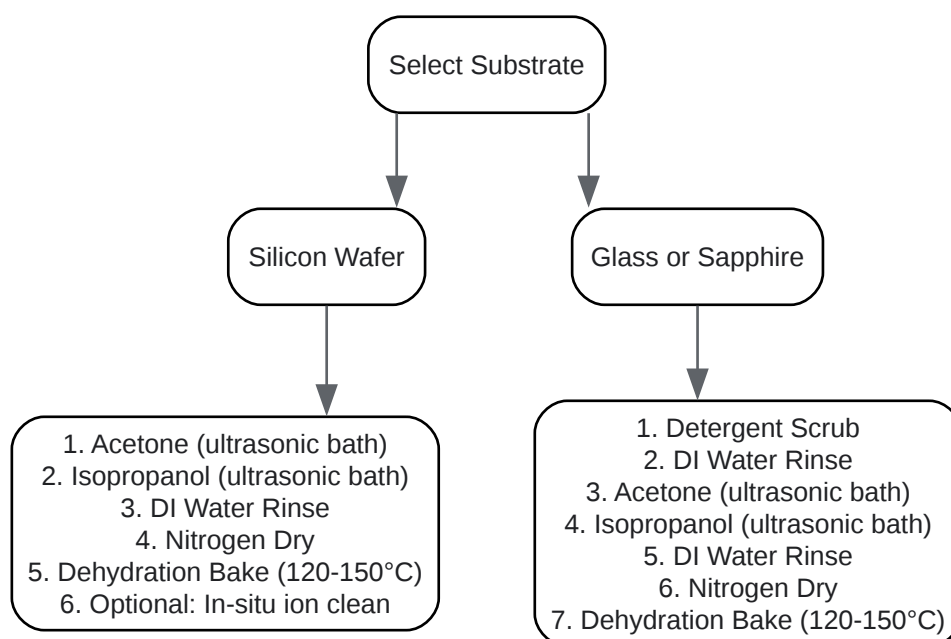 Select Substrate
Silicon Wafer
Glass or Sapphire
1. Acetone (ultrasonic bath)
2. Isopropanol (ultrasonic bath)
3. DI Water Rinse
4. Nitrogen Dry
5. Dehydration Bake (120-150°C)
6. Optional: In-situ ion clean
1. Detergent Scrub
2. DI Water Rinse
3. Acetone (ultrasonic bath)
4. Isopropanol (ultrasonic bath)
5. DI Water Rinse
6. Nitrogen Dry
7. Dehydration Bake (120-150°C)